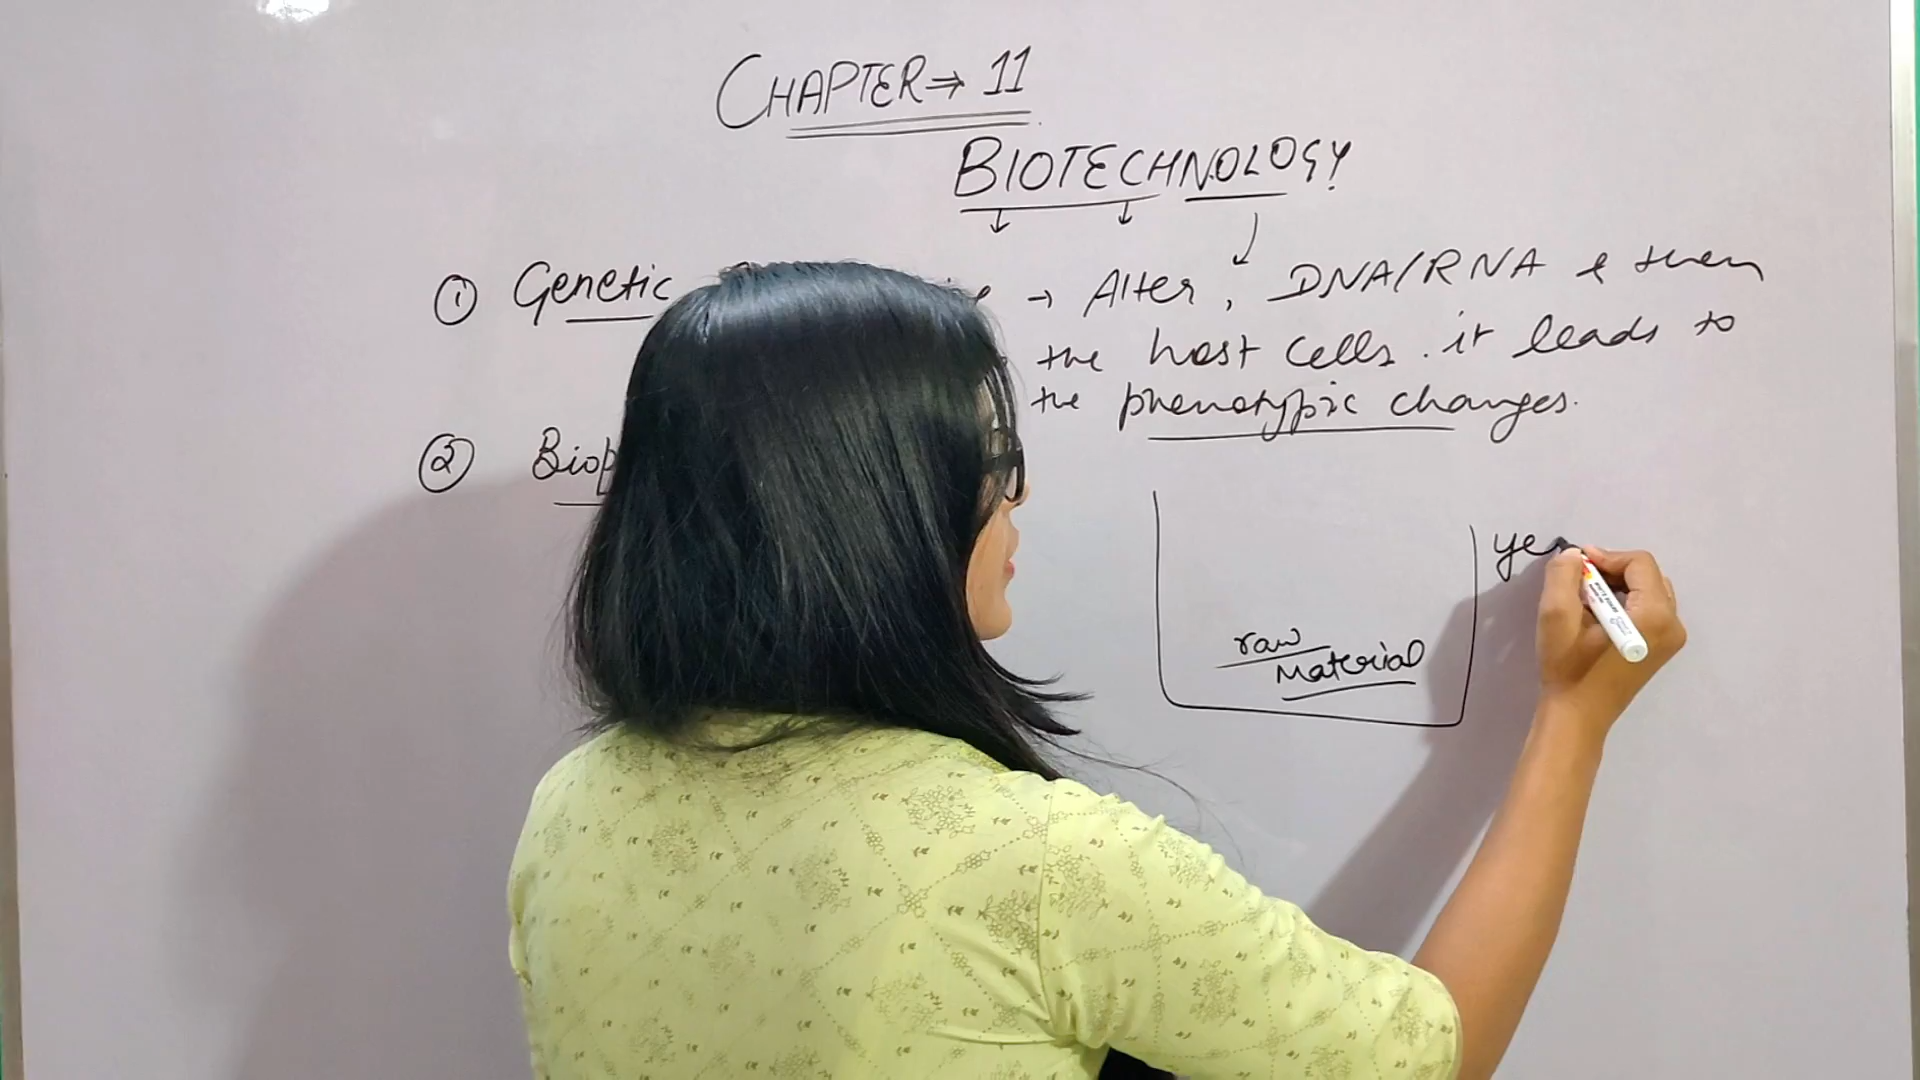 CHAPTER → 11
BIOTECHNOLOGY
① Genetic → Alter, DNA/RNA & then
the host cells. it leads to
the phenotypic changes.
② Biop
ye
raw
Material